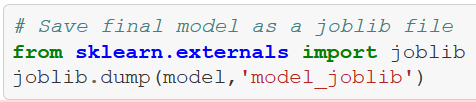 # Save final model as a joblib file
from sklearn.externals import joblib
joblib.dump(model,'model_joblib')